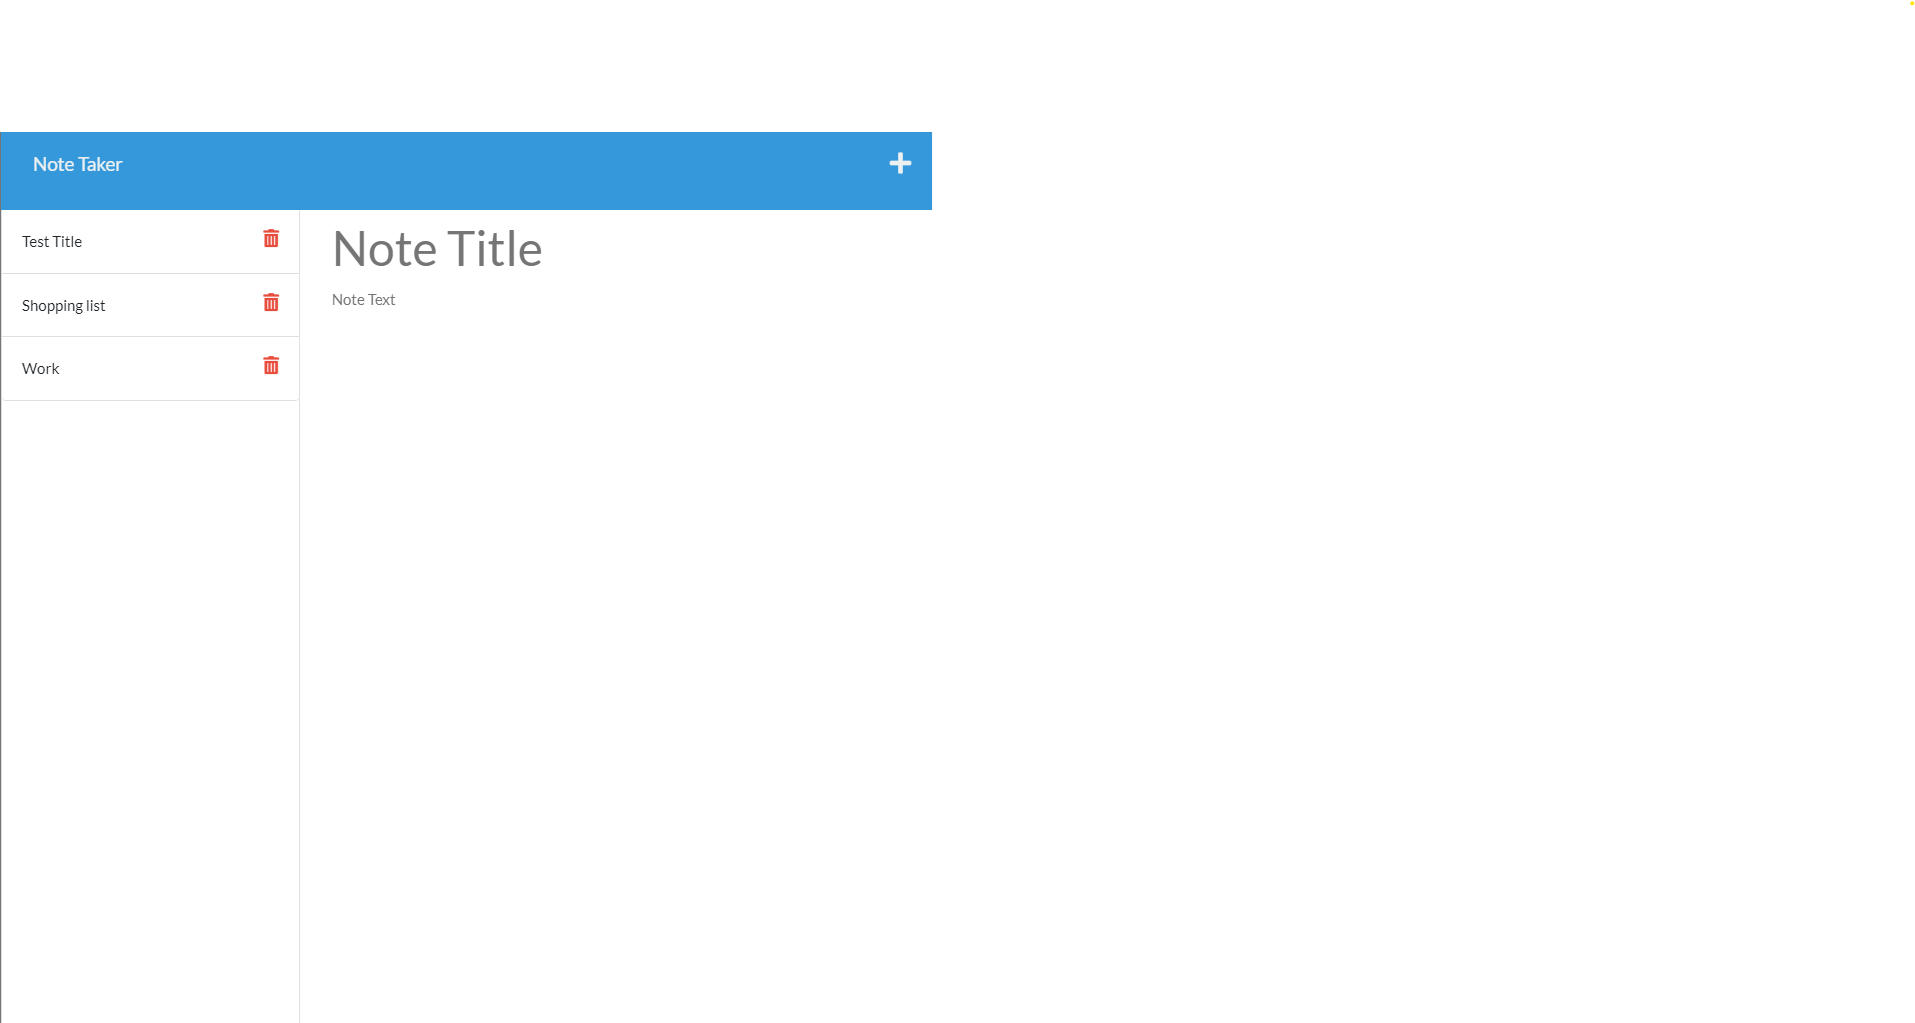 Note Taker
Test Title
Note Title
Shopping list
Note Text
Work